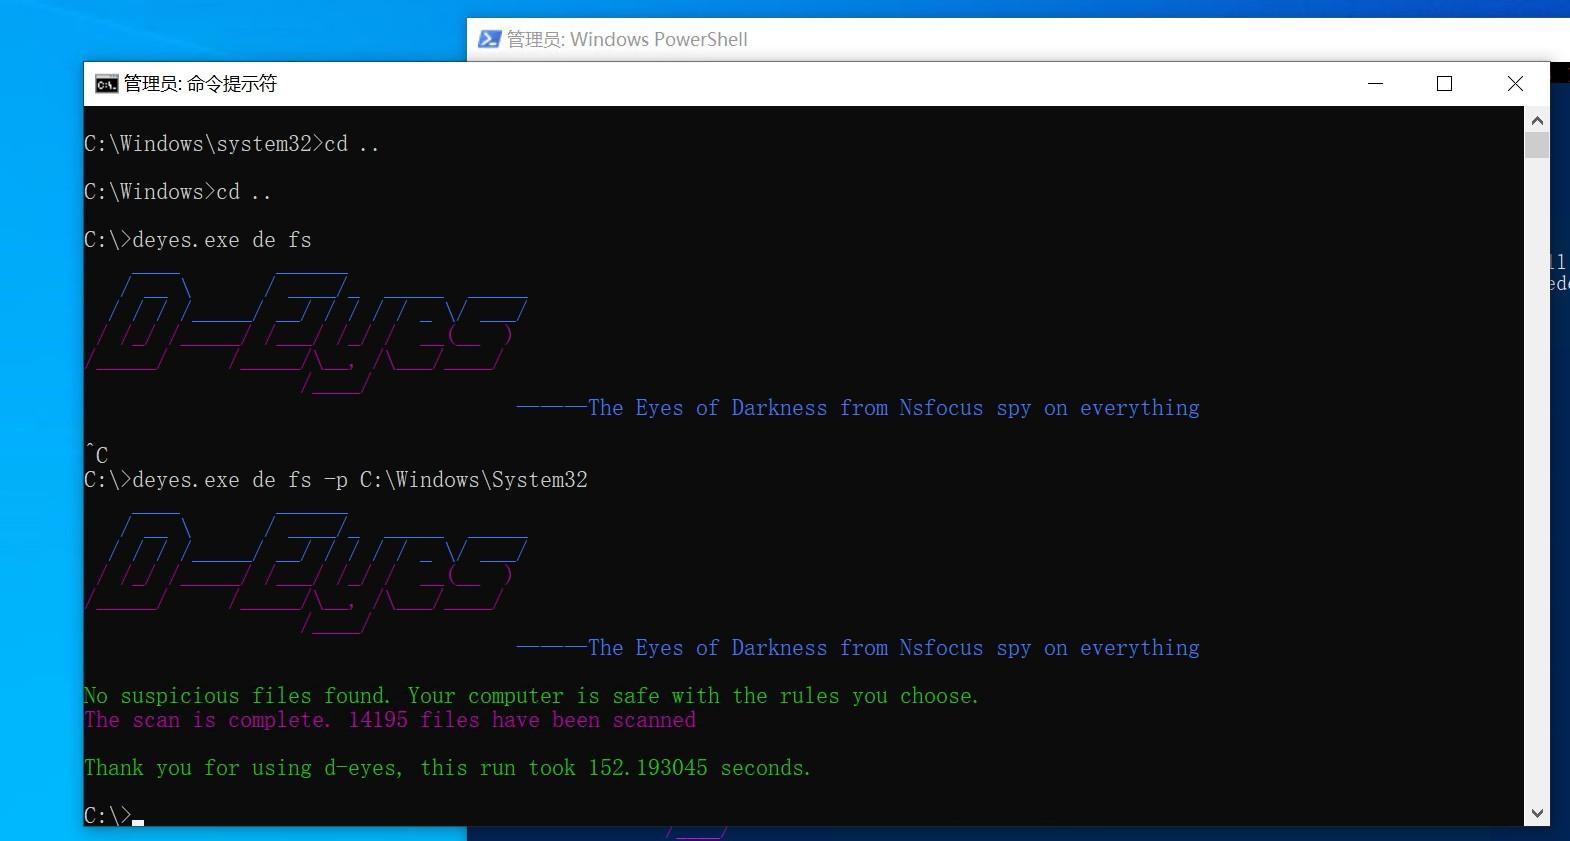 管理员: Windows PowerShell
管理员: 命令提示符
C:\Windows\system32>cd ..
C:\Windows>cd ..
C:\>deyes.exe de fs
D-Eyes
———The Eyes of Darkness from Nsfocus spy on everything
^C
C:\>deyes.exe de fs -p C:\Windows\System32
D-Eyes
———The Eyes of Darkness from Nsfocus spy on everything
No suspicious files found. Your computer is safe with the rules you choose.
The scan is complete. 14195 files have been scanned
Thank you for using d-eyes, this run took 152.193045 seconds.
C:\>